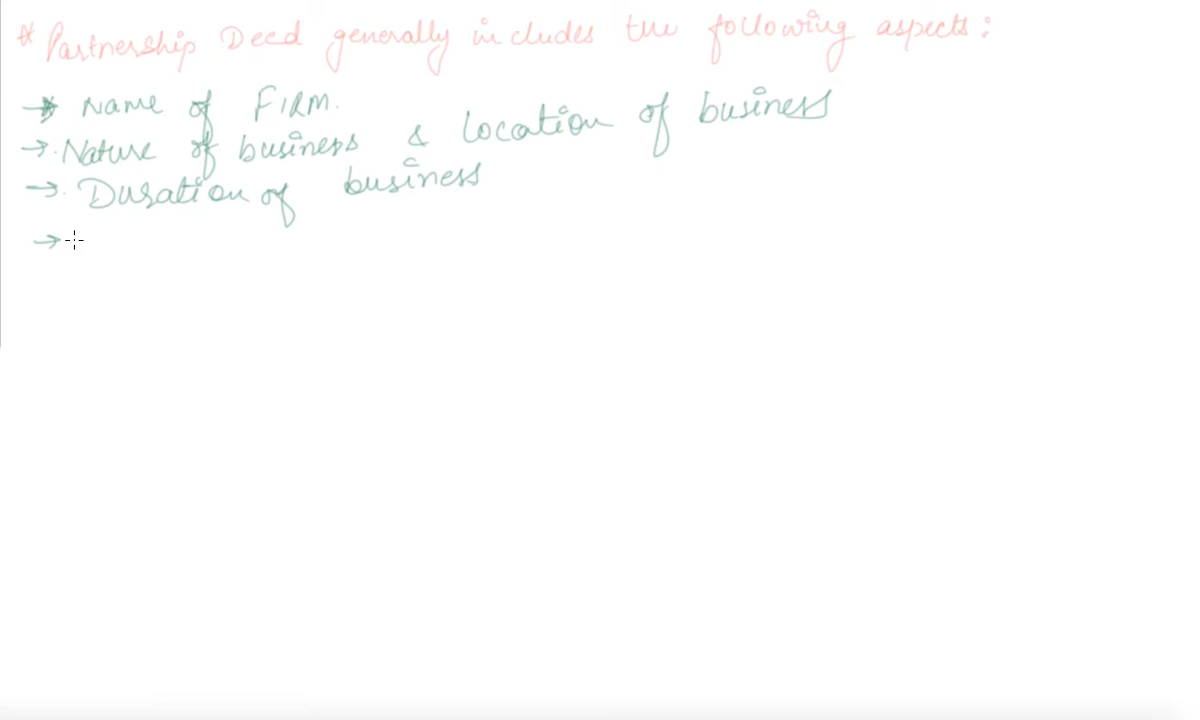 * Partnership Deed generally includes the following aspects:
→ Name of FIRM.
→ Nature of business & location of business
→ Duration of business
→